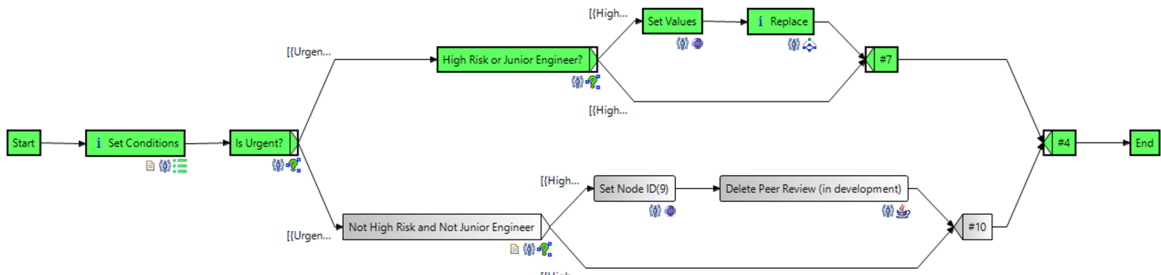 [{High...
Set Values
i Replace
[{Urgen...
High Risk or Junior Engineer?
#7
[{High...
Start
i Set Conditions
Is Urgent?
#4
End
[{High...
Set Node ID(9)
Delete Peer Review (in development)
[{Urgen...
Not High Risk and Not Junior Engineer
#10
[{High...